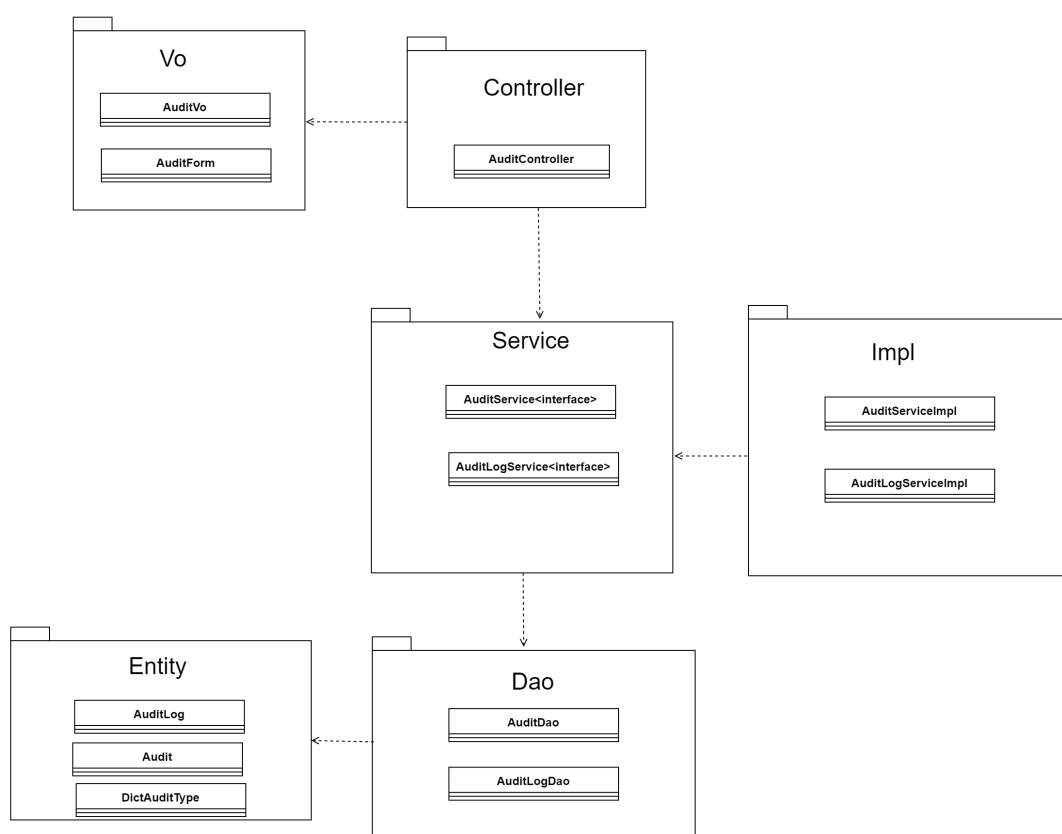 Vo
AuditVo
AuditForm
Controller
AuditController
Service
AuditService<interface>
AuditLogService<interface>
Impl
AuditServiceImpl
AuditLogServiceImpl
Entity
AuditLog
Audit
DictAuditType
Dao
AuditDao
AuditLogDao